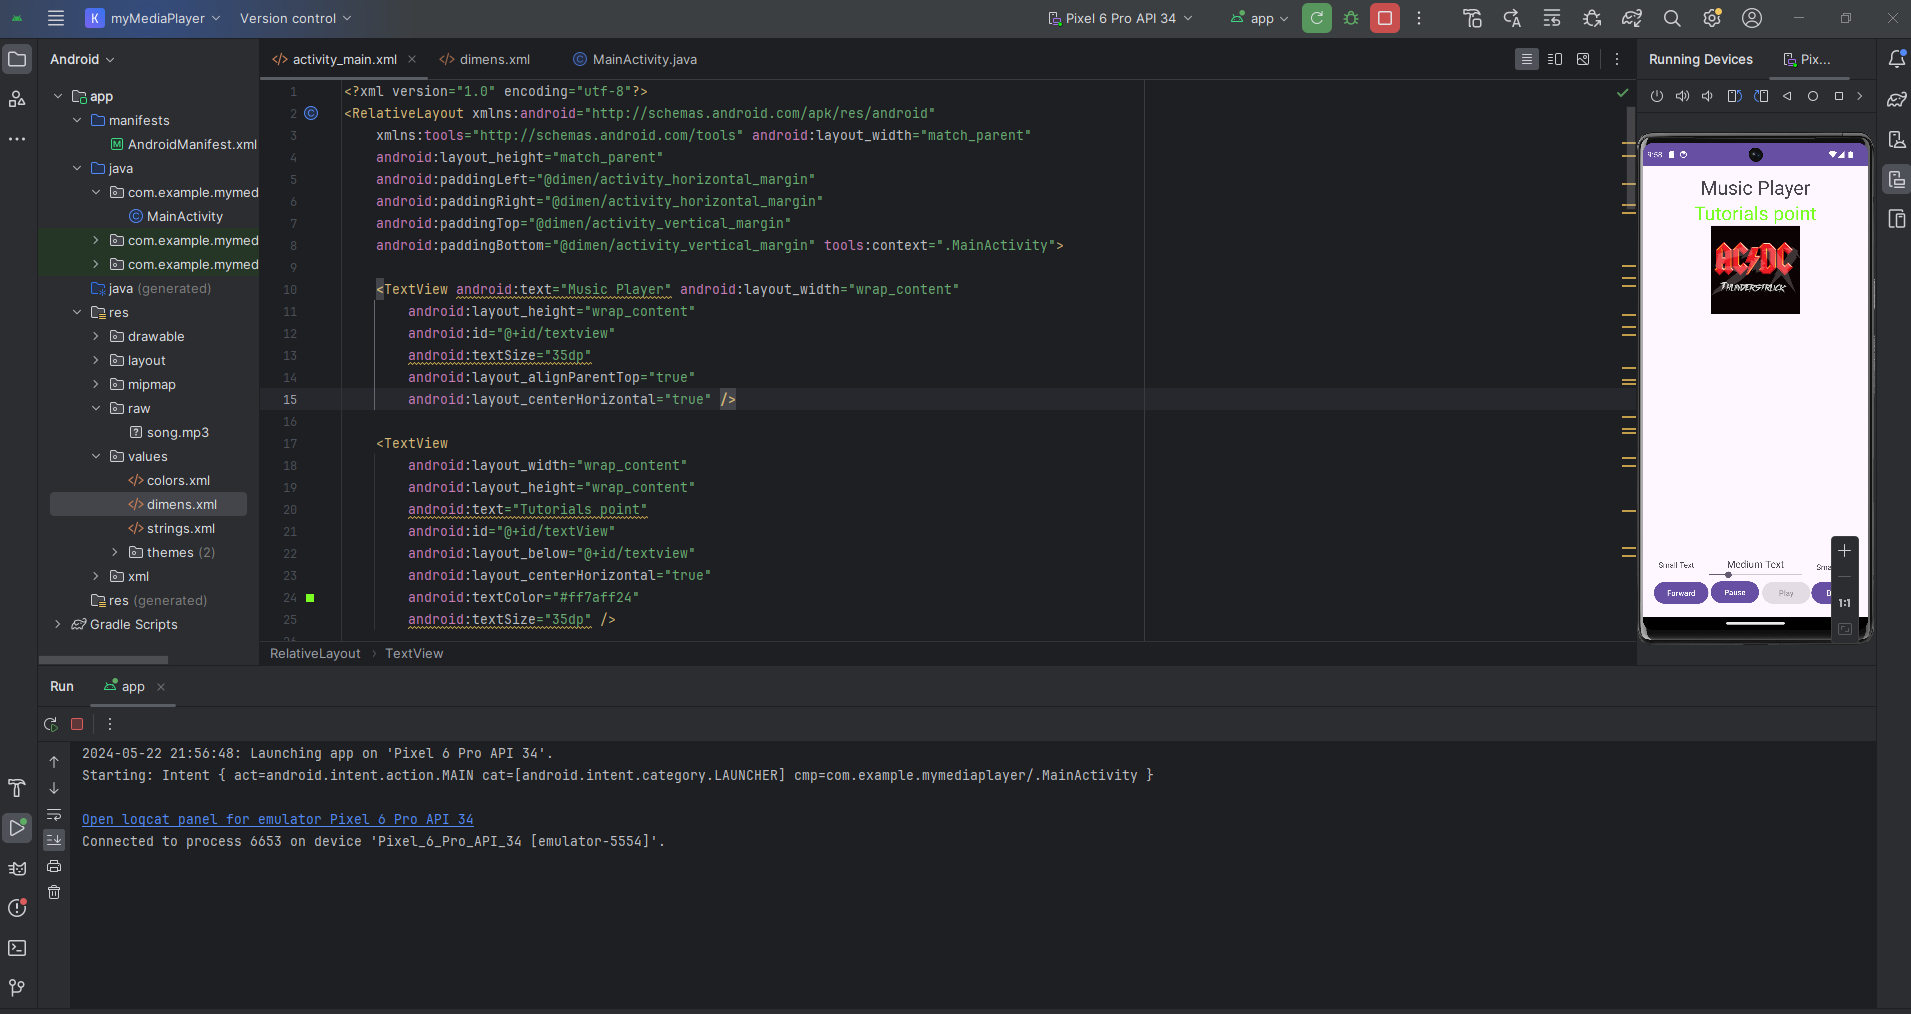 K myMediaPlayer Version control Pixel 6 Pro API 34 app
Android activity_main.xml dimens.xml MainActivity.java Running Devices Pix...
app
manifests
AndroidManifest.xml
java
com.example.mymed
MainActivity
com.example.mymed
com.example.mymed
java (generated)
res
drawable
layout
mipmap
raw
song.mp3
values
colors.xml
dimens.xml
strings.xml
themes (2)
xml
res (generated)
Gradle Scripts
1 <?xml version="1.0" encoding="utf-8"?>
2 <RelativeLayout xmlns:android="http://schemas.android.com/apk/res/android"
3 xmlns:tools="http://schemas.android.com/tools" android:layout_width="match_parent"
4 android:layout_height="match_parent"
5 android:paddingLeft="@dimen/activity_horizontal_margin"
6 android:paddingRight="@dimen/activity_horizontal_margin"
7 android:paddingTop="@dimen/activity_vertical_margin"
8 android:paddingBottom="@dimen/activity_vertical_margin" tools:context=".MainActivity">
9
10 <TextView android:text="Music Player" android:layout_width="wrap_content"
11 android:layout_height="wrap_content"
12 android:id="@+id/textview"
13 android:textSize="35dp"
14 android:layout_alignParentTop="true"
15 android:layout_centerHorizontal="true" />
16
17 <TextView
18 android:layout_width="wrap_content"
19 android:layout_height="wrap_content"
20 android:text="Tutorials point"
21 android:id="@+id/textView"
22 android:layout_below="@+id/textview"
23 android:layout_centerHorizontal="true"
24 android:textColor="#ff7aff24"
25 android:textSize="35dp" />
RelativeLayout TextView
9:58
Music Player
Tutorials point
AC DC
THUNDERSTRUCK
Small Text Medium Text Sma
Forward Pause Play B
1:1
Run app
2024-05-22 21:56:48: Launching app on 'Pixel 6 Pro API 34'.
Starting: Intent { act=android.intent.action.MAIN cat=[android.intent.category.LAUNCHER] cmp=com.example.mymediaplayer/.MainActivity }
Open logcat panel for emulator Pixel 6 Pro API 34
Connected to process 6653 on device 'Pixel_6_Pro_API_34 [emulator-5554]'.